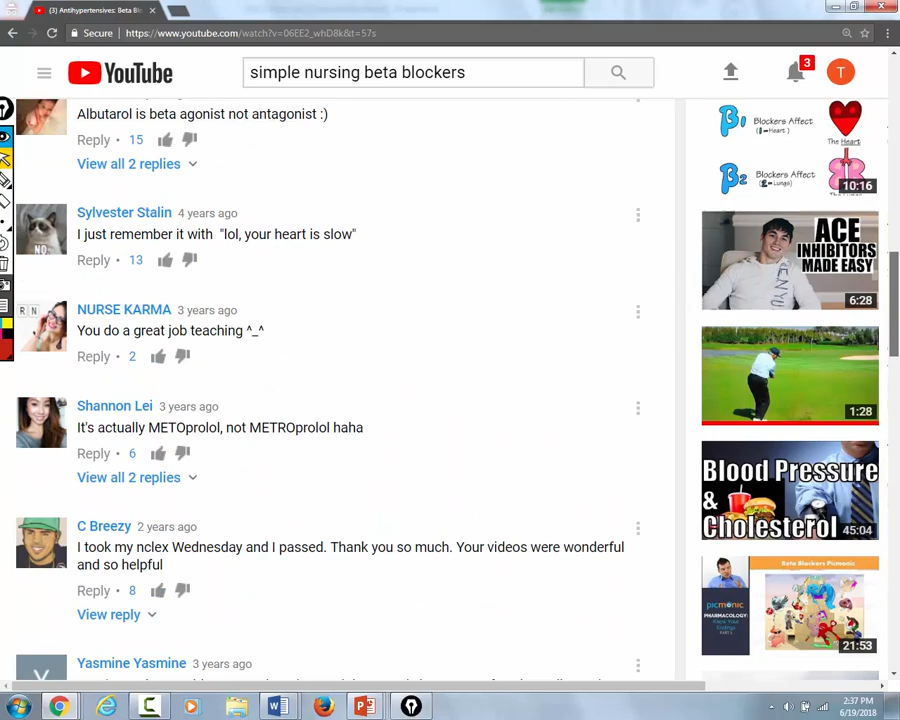 (3) Antihypertensives: Beta Blo
Secure | https://www.youtube.com/watch?v=06EE2_whD8k&t=57s
YouTube
simple nursing beta blockers
3
T
Albutarol is beta agonist not antagonist :)
Reply • 15
View all 2 replies
Sylvester Stalin 4 years ago
I just remember it with "lol, your heart is slow"
Reply • 13
NO
R N
NURSE KARMA 3 years ago
You do a great job teaching ^_^
Reply • 2
Shannon Lei 3 years ago
It's actually METOprolol, not METROprolol haha
Reply • 6
View all 2 replies
C Breezy 2 years ago
I took my nclex Wednesday and I passed. Thank you so much. Your videos were wonderful
and so helpful
Reply • 8
View reply
Yasmine Yasmine 3 years ago
β1 Blockers Affect
(1-Heart)
The Heart
β2 Blockers Affect
(2-Lungs)
10:16
ACE
INHIBITORS
MADE EASY
6:28
1:28
Blood Pressure
&
Cholesterol
45:04
Beta Blockers Picmonic
picmonic
PHARMACOLOGY:
21:53
2:37 PM
6/19/2018